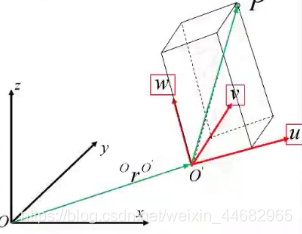 P
w
v
z
u
y
O r O'
O'
O
x
https://blog.csdn.net/weixin_44682965